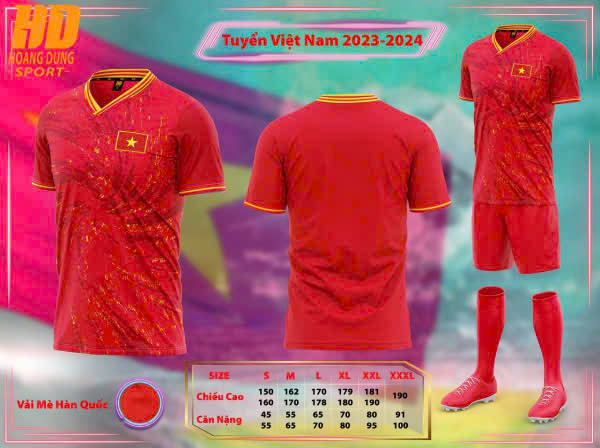 HD
HOANG DUNG
SPORT
Tuyển Việt Nam 2023-2024
Vải Mè Hàn Quốc
SIZE S M L XL XXL XXXL
Chiều Cao 150 160 162 170 170 178 179 180 181 190 190
Cân Nặng 45 55 55 65 65 70 70 80 80 95 91 100